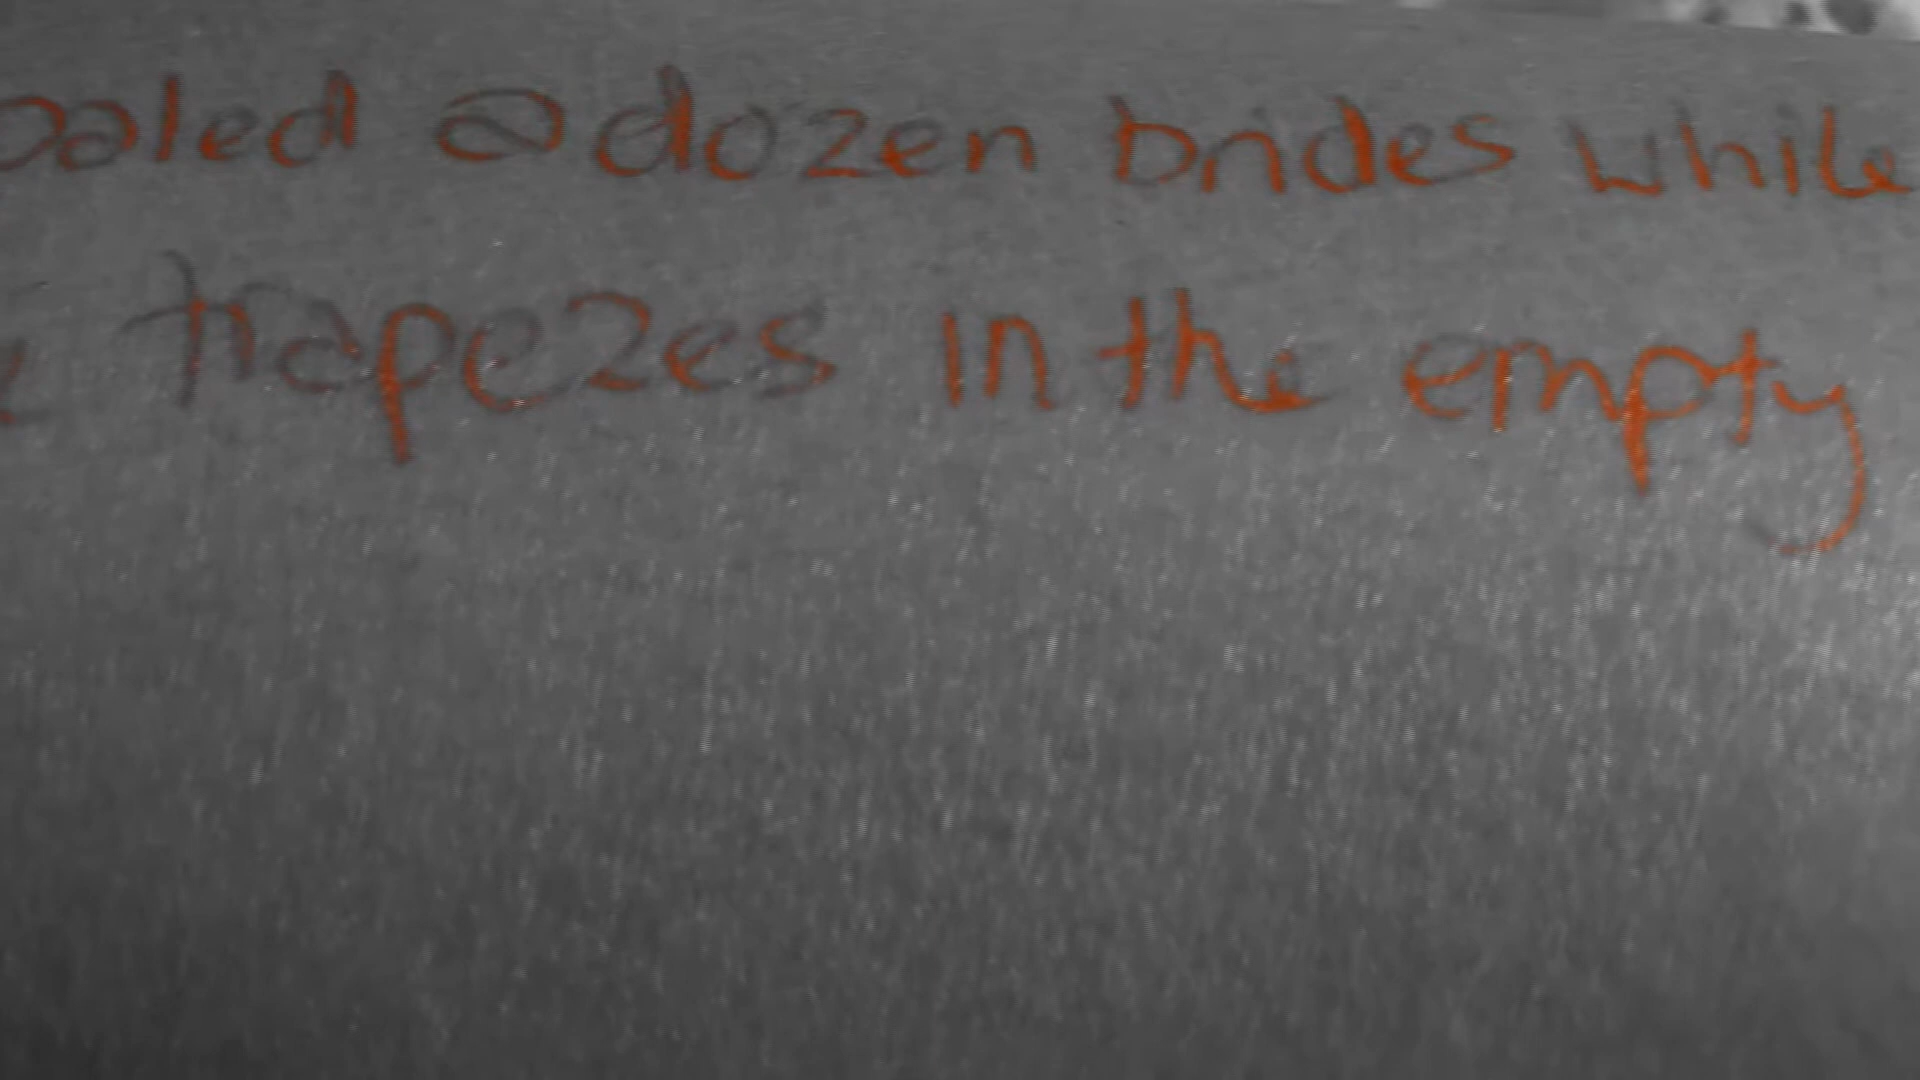 a dozen brides while
trapezes in the empty